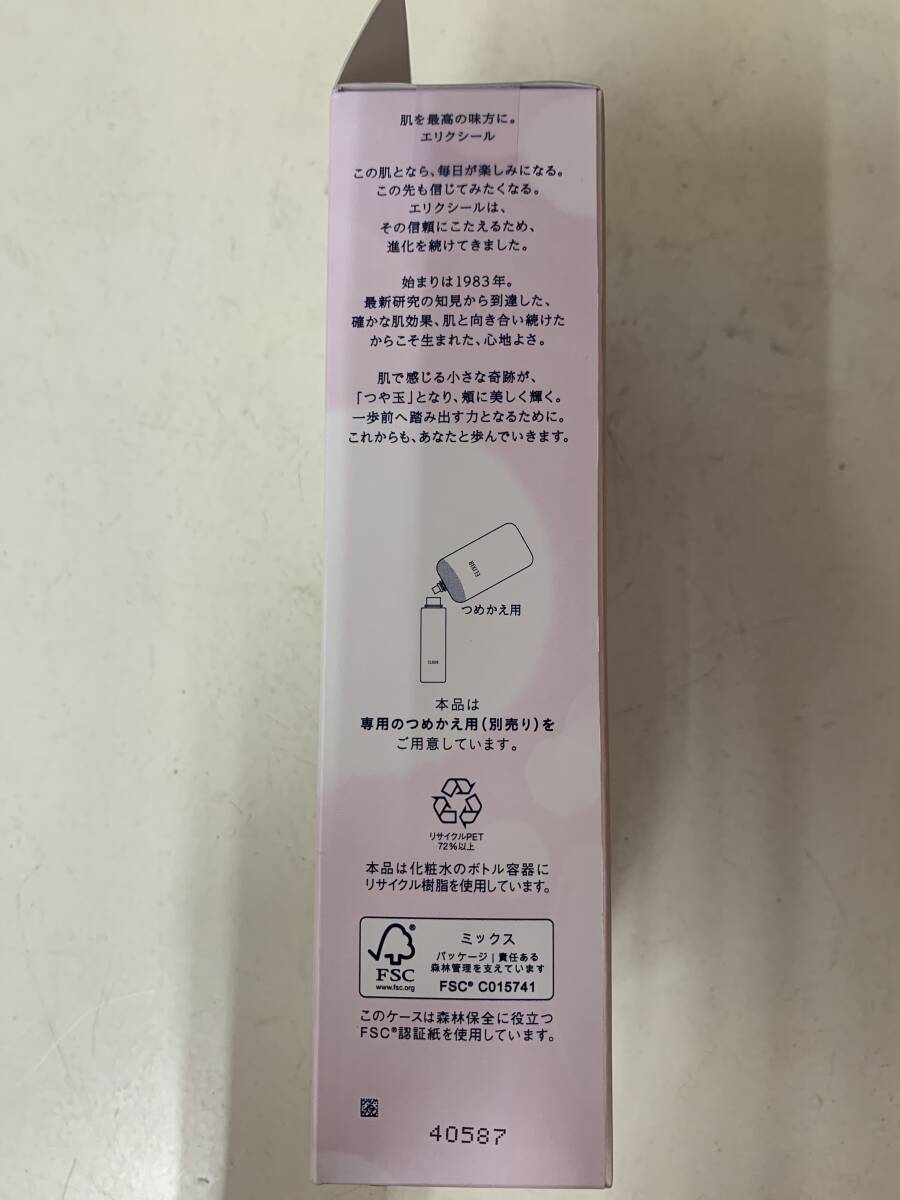 肌を最高の味方に。
エリクシール
この肌となら、毎日が楽しみになる。
この先も信じてみたくなる。
エリクシールは、
その信頼にこたえるため、
進化を続けてきました。
始まりは1983年。
最新研究の知見から到達した、
確かな肌効果、肌と向き合い続けた
からこそ生まれた、心地よさ。
肌で感じる小さな奇跡が、
「つや玉」となり、頬に美しく輝く。
一歩前へ踏み出す力となるために。
これからも、あなたと歩んでいきます。
ELIXIR
つめかえ用
ELIXIR
本品は
専用のつめかえ用(別売り)を
ご用意しています。
リサイクルPET
72%以上
本品は化粧水のボトル容器に
リサイクル樹脂を使用しています。
FSC
www.fsc.org
ミックス
パッケージ|責任ある
森林管理を支えています
FSC® C015741
このケースは森林保全に役立つ
FSC®認証紙を使用しています。
40587